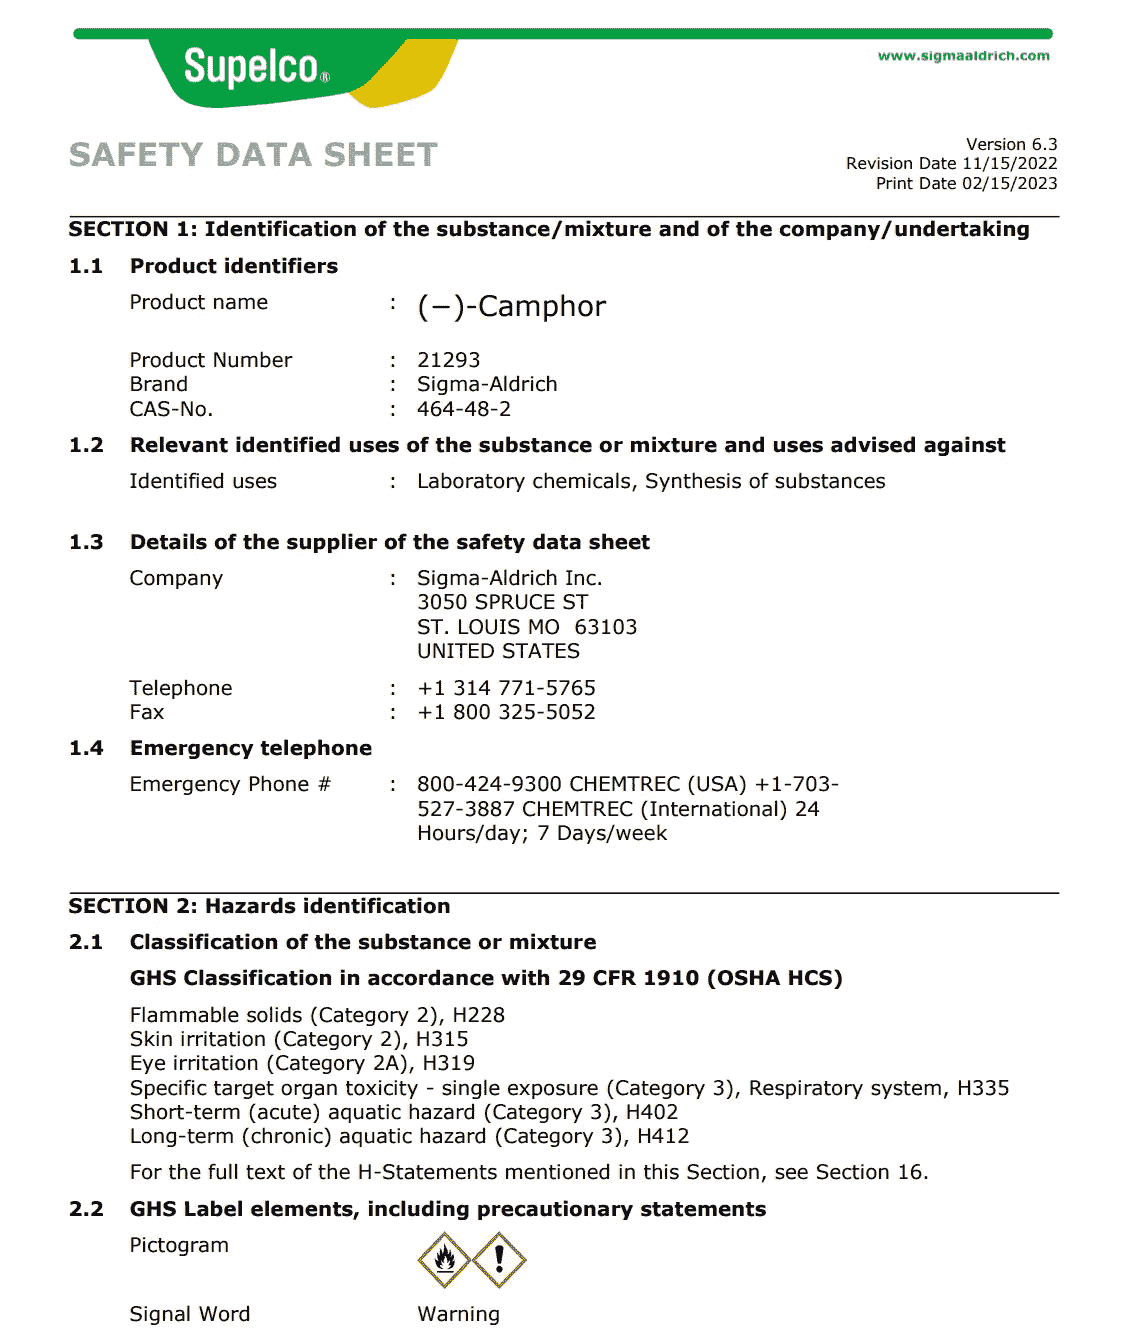 Supelco®
www.sigmaaldrich.com
SAFETY DATA SHEET
Version 6.3
Revision Date 11/15/2022
Print Date 02/15/2023
SECTION 1: Identification of the substance/mixture and of the company/undertaking
1.1 Product identifiers
Product name : (−)-Camphor
Product Number : 21293
Brand : Sigma-Aldrich
CAS-No. : 464-48-2
1.2 Relevant identified uses of the substance or mixture and uses advised against
Identified uses : Laboratory chemicals, Synthesis of substances
1.3 Details of the supplier of the safety data sheet
Company : Sigma-Aldrich Inc.
3050 SPRUCE ST
ST. LOUIS MO 63103
UNITED STATES
Telephone : +1 314 771-5765
Fax : +1 800 325-5052
1.4 Emergency telephone
Emergency Phone # : 800-424-9300 CHEMTREC (USA) +1-703-
527-3887 CHEMTREC (International) 24
Hours/day; 7 Days/week
SECTION 2: Hazards identification
2.1 Classification of the substance or mixture
GHS Classification in accordance with 29 CFR 1910 (OSHA HCS)
Flammable solids (Category 2), H228
Skin irritation (Category 2), H315
Eye irritation (Category 2A), H319
Specific target organ toxicity - single exposure (Category 3), Respiratory system, H335
Short-term (acute) aquatic hazard (Category 3), H402
Long-term (chronic) aquatic hazard (Category 3), H412
For the full text of the H-Statements mentioned in this Section, see Section 16.
2.2 GHS Label elements, including precautionary statements
Pictogram
Signal Word Warning